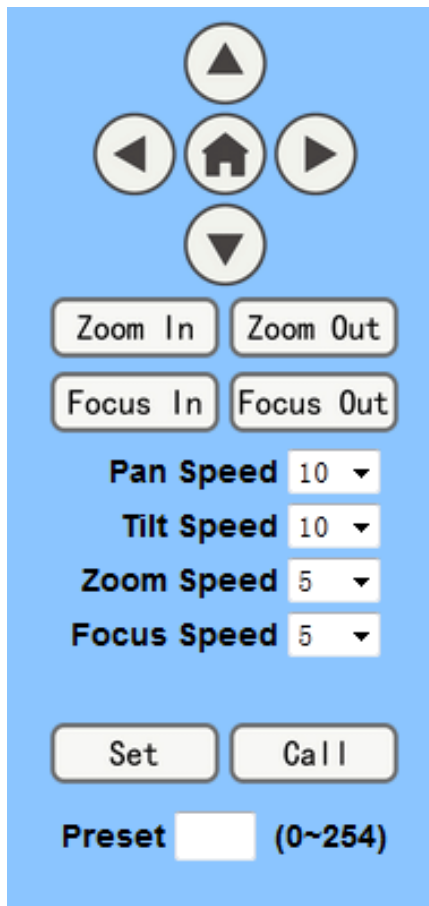 Zoom In Zoom Out
Focus In Focus Out
Pan Speed 10
Tilt Speed 10
Zoom Speed 5
Focus Speed 5
Set Call
Preset (0~254)